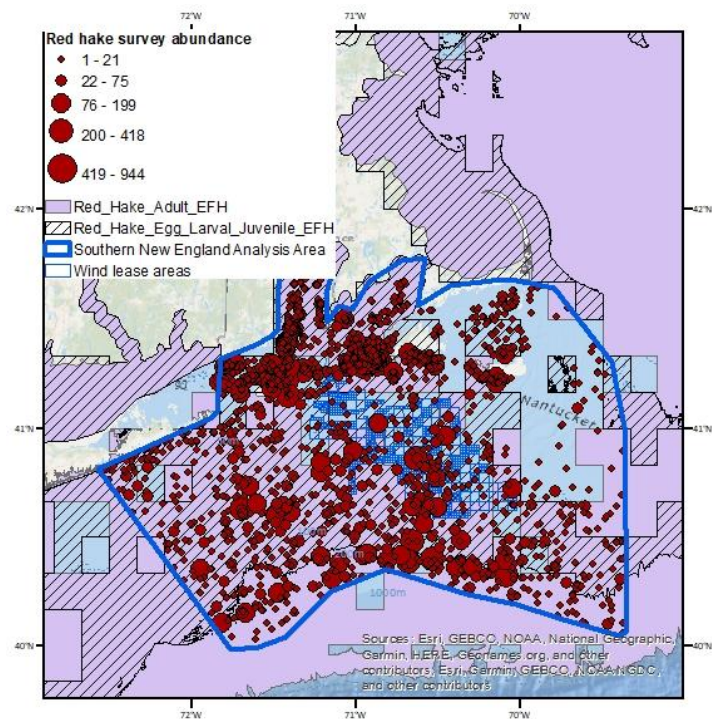 72°W
71°W
70°W
Red hake survey abundance
1 - 21
22 - 75
76 - 199
200 - 418
419 - 944
Red_Hake_Adult_EFH
Red_Hake_Egg_Larval_Juvenile_EFH
Southern New England Analysis Area
Wind lease areas
42°W
42°W
41°W
41°W
Nantucket
1000m
40°W
40°W
Sources: Esri, GEBCO, NOAA, National Geographic,
Garmin, HERE, Geonames.org, and other
contributors; Esri, Garmin, GEBCO, NOAA NGDC,
and other contributors
72°W
71°W
70°W